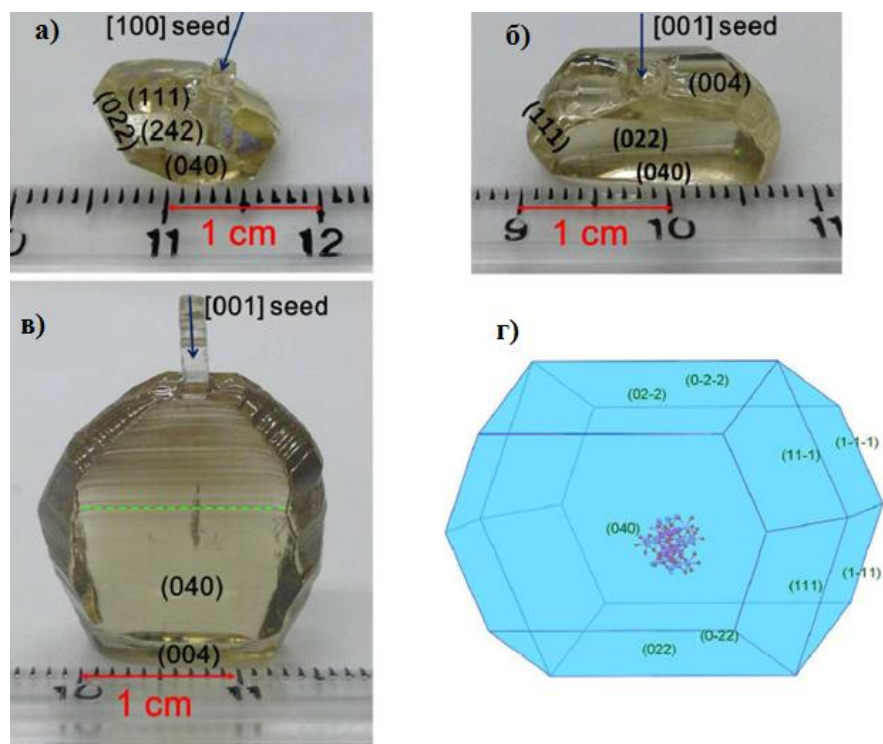 а)
[100] seed
(111)
(022)
(242)
(040)
11
12
1 cm
б)
[001] seed
(004)
(111)
(022)
(040)
9
10
11
1 cm
в)
[001] seed
(040)
(004)
10
11
1 cm
г)
(0-2-2)
(02-2)
(11-1)
(1-1-1)
(040)
(111)
(1-11)
(022)
(0-22)